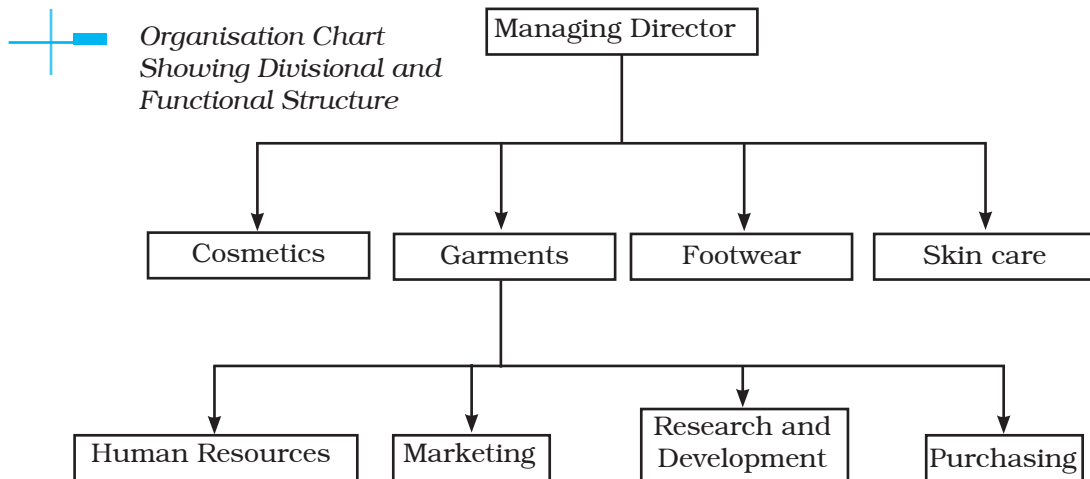 Organisation Chart
Showing Divisional and
Functional Structure
Managing Director
Cosmetics
Garments
Footwear
Skin care
Human Resources
Marketing
Research and
Development
Purchasing